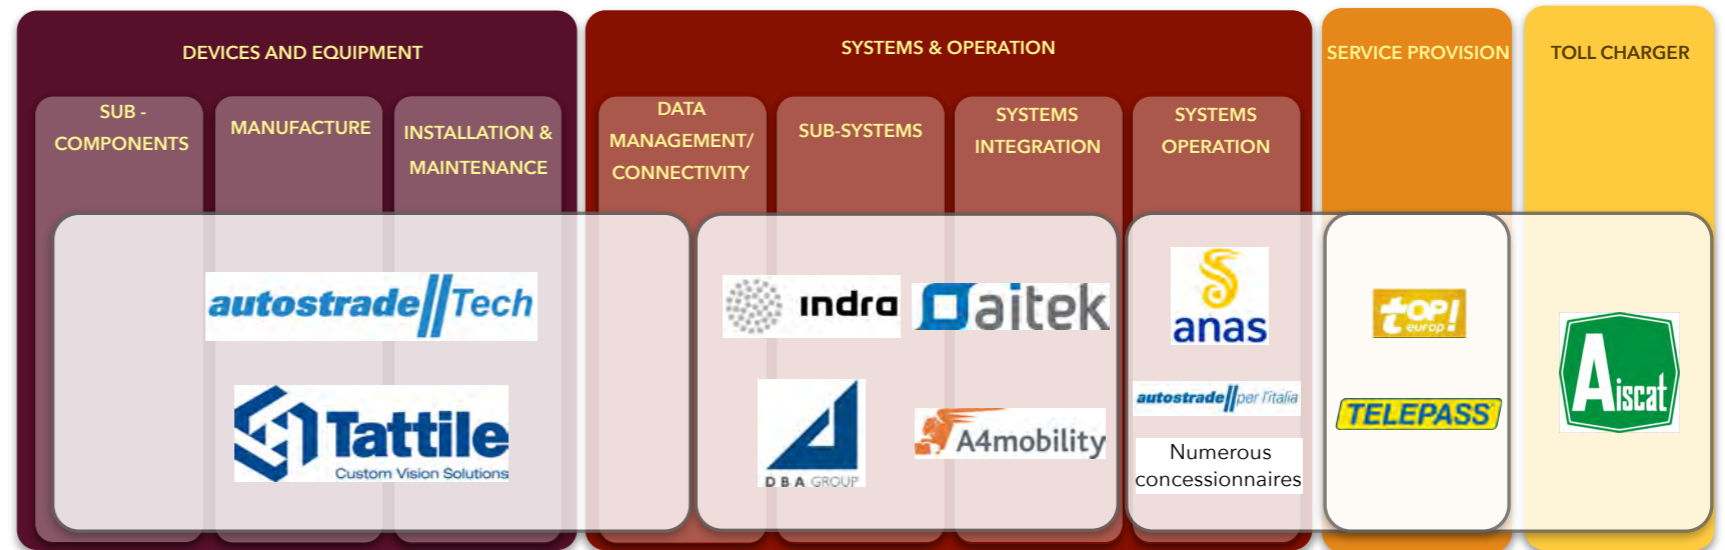 DEVICES AND EQUIPMENT
SYSTEMS & OPERATION
SERVICE PROVISION
TOLL CHARGER
SUB -
COMPONENTS
MANUFACTURE
INSTALLATION &
MAINTENANCE
DATA
MANAGEMENT/
CONNECTIVITY
SUB-SYSTEMS
SYSTEMS
INTEGRATION
SYSTEMS
OPERATION
autostrade//Tech
Tattile
Custom Vision Solutions
indra
aitek
DBA GROUP
A4mobility
anas
autostrade//per l'italia
Numerous
concessionnaires
tOP!
europ
TELEPASS
Aiscat